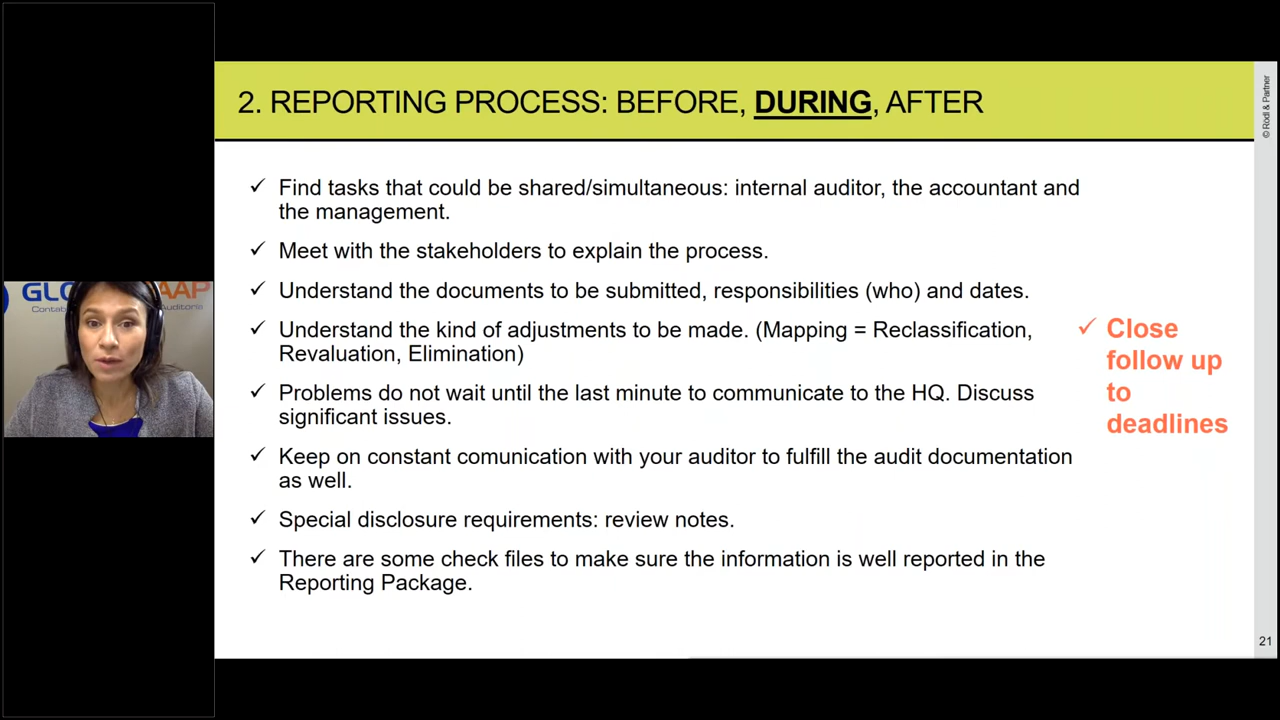 2. REPORTING PROCESS: BEFORE, DURING, AFTER
© Rödl & Partner
✓ Find tasks that could be shared/simultaneous: internal auditor, the accountant and
the management.
✓ Meet with the stakeholders to explain the process.
✓ Understand the documents to be submitted, responsibilities (who) and dates.
✓ Understand the kind of adjustments to be made. (Mapping = Reclassification,
Revaluation, Elimination)
✓ Problems do not wait until the last minute to communicate to the HQ. Discuss
significant issues.
✓ Keep on constant comunication with your auditor to fulfill the audit documentation
as well.
✓ Special disclosure requirements: review notes.
✓ There are some check files to make sure the information is well reported in the
Reporting Package.
✓ Close
follow up
to
deadlines
21
GLO
AAP
Contab
Auditoría